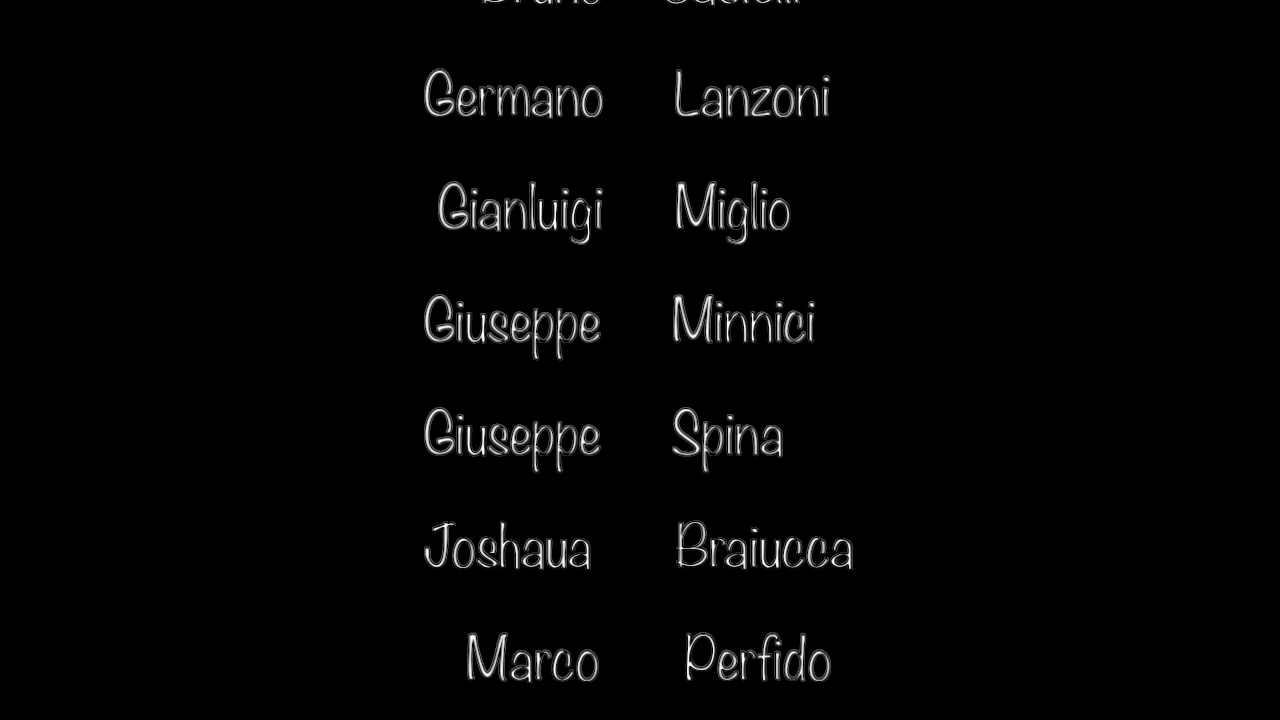 Germano Lanzoni
Gianluigi Miglio
Giuseppe Minnici
Giuseppe Spina
Joshaua Braiucca
Marco Perfido